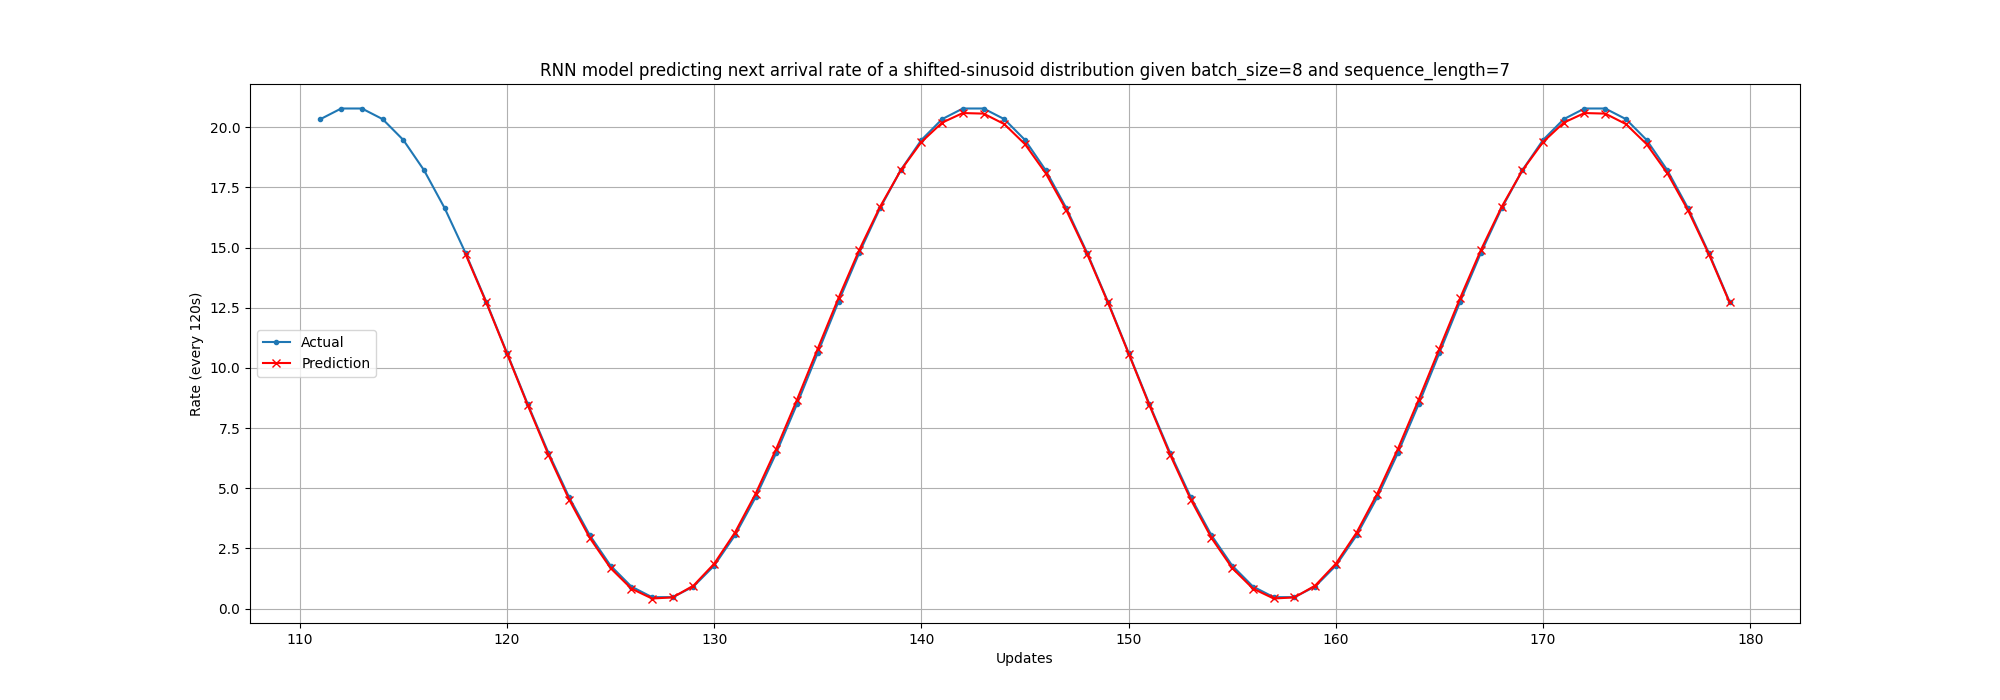 RNN model predicting next arrival rate of a shifted-sinusoid distribution given batch_size=8 and sequence_length=7
Rate (every 120s)
20.0
17.5
15.0
12.5
10.0
7.5
5.0
2.5
0.0
Actual
Prediction
110 120 130 140 150 160 170 180
Updates